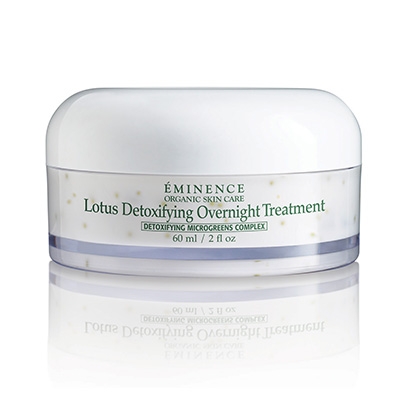 ÉMINENCE
ORGANIC SKIN CARE
Lotus Detoxifying Overnight Treatment
DETOXIFYING MICROGREENS COMPLEX
60 ml / 2 fl oz